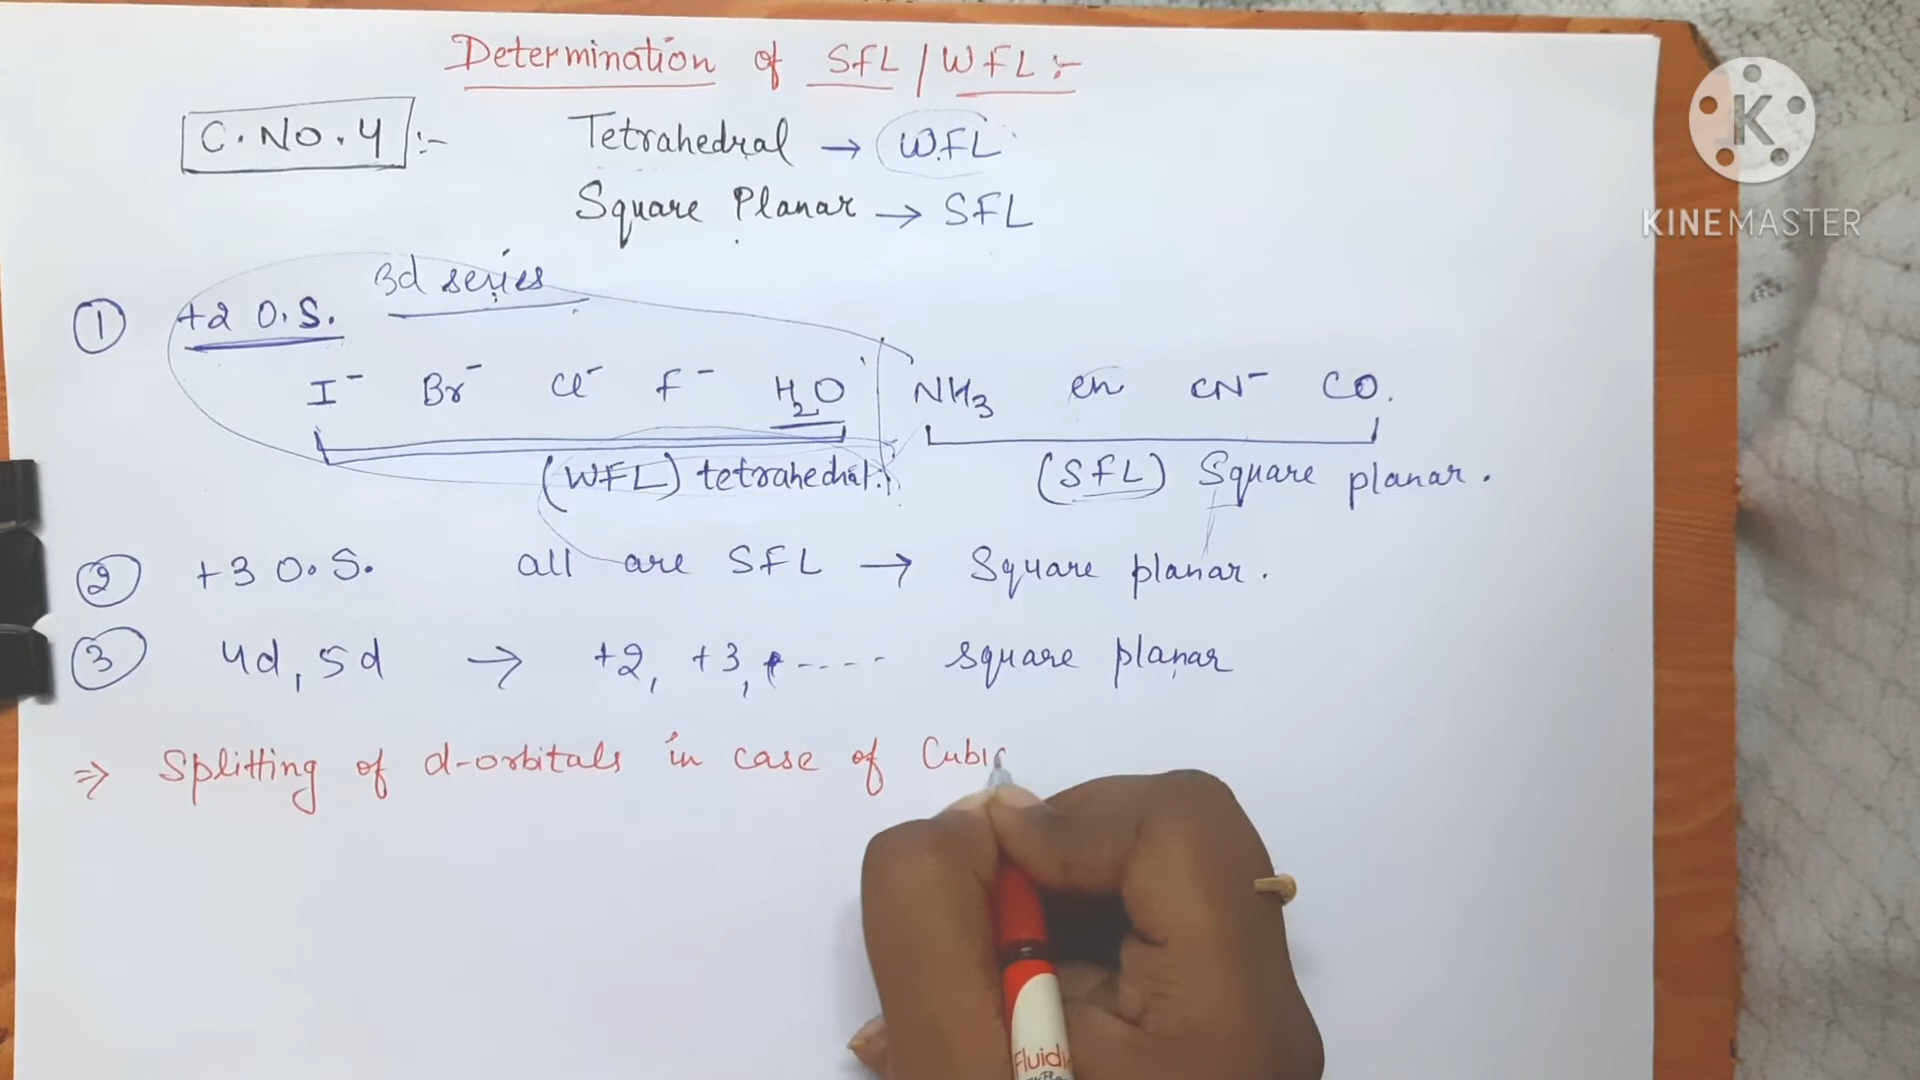 Determination of SFL / WFL :-
C.NO.4 :- Tetrahedral → WFL
Square Planar → SFL
K
KINEMASTER
① +2 O.S. 3d series
I⁻ Br⁻ Cl⁻ F⁻ H₂O NH₃ en CN⁻ CO.
(WFL) tetrahedral. (SFL) Square planar.
② +3 O.S. all are SFL → Square planar.
③ 4d, 5d → +2, +3, ---- square planar
⇒ Splitting of d-orbitals in case of Cubic
Fluidi